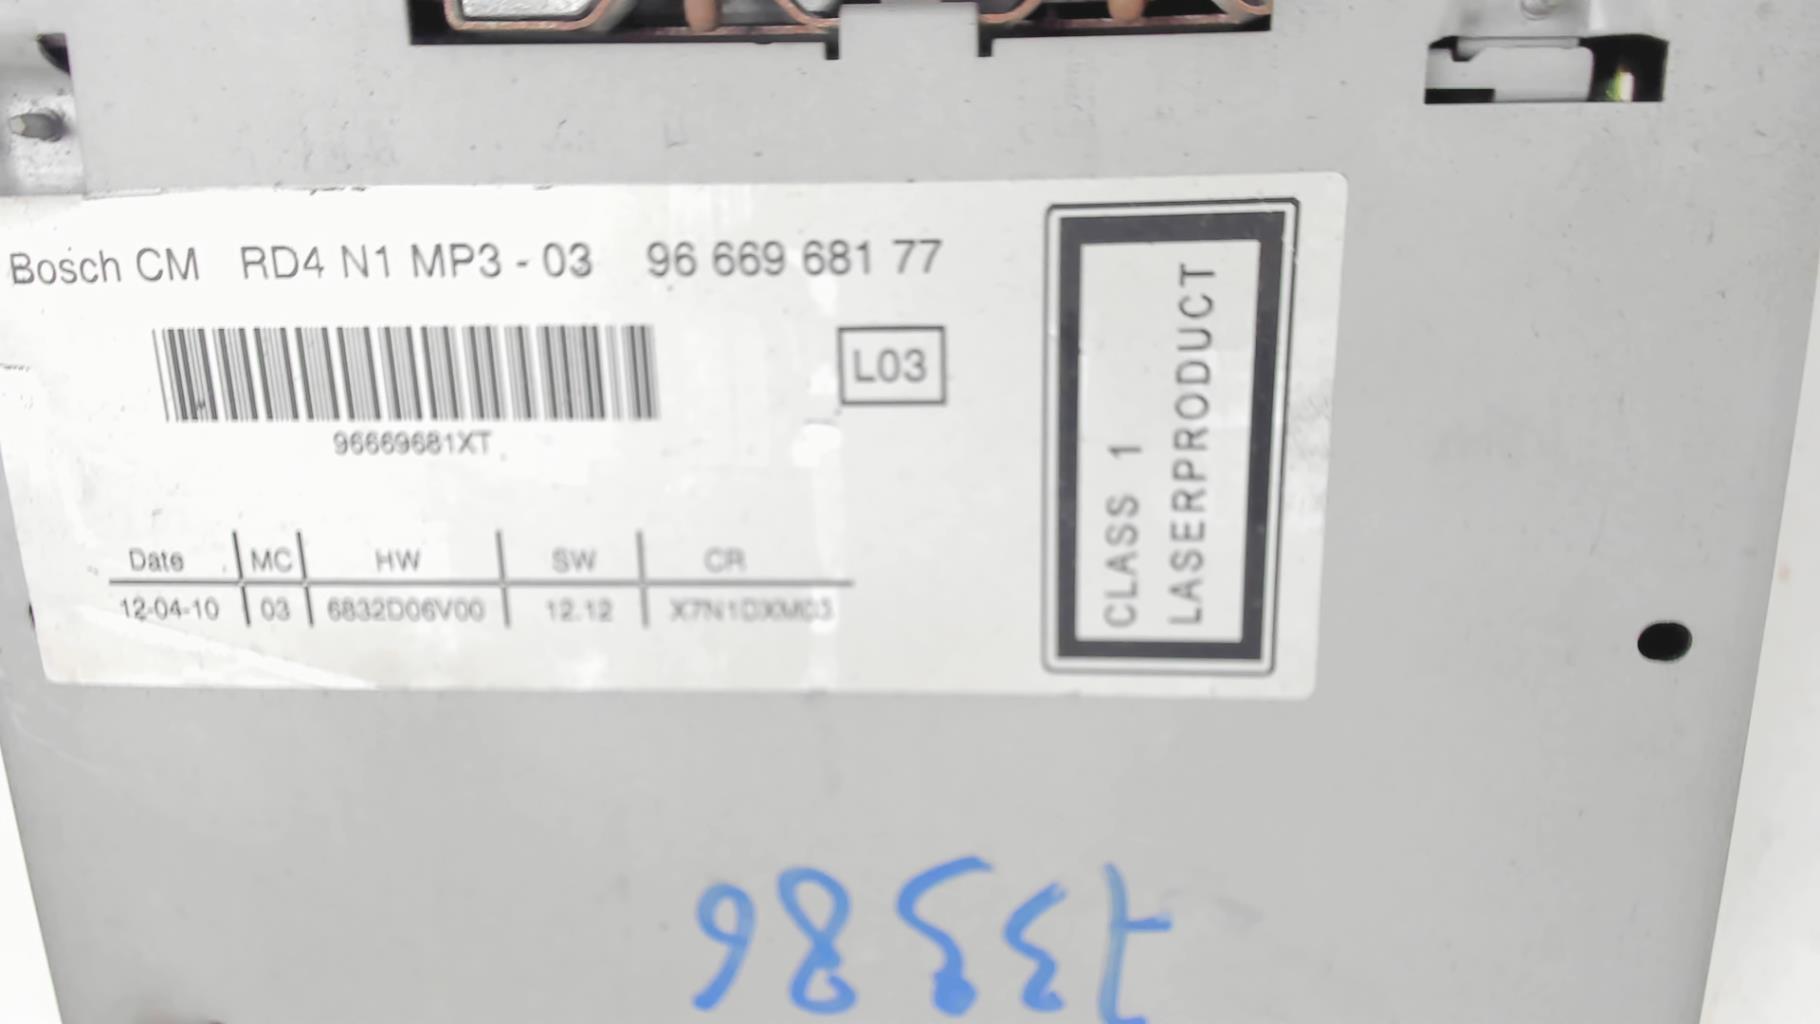 Bosch CM RD4 N1 MP3 - 03 96 669 681 77
L03
96669681XT
Date MC HW SW CR
12-04-10 03 6832D06V00 12.12
CLASS 1
LASERPRODUCT